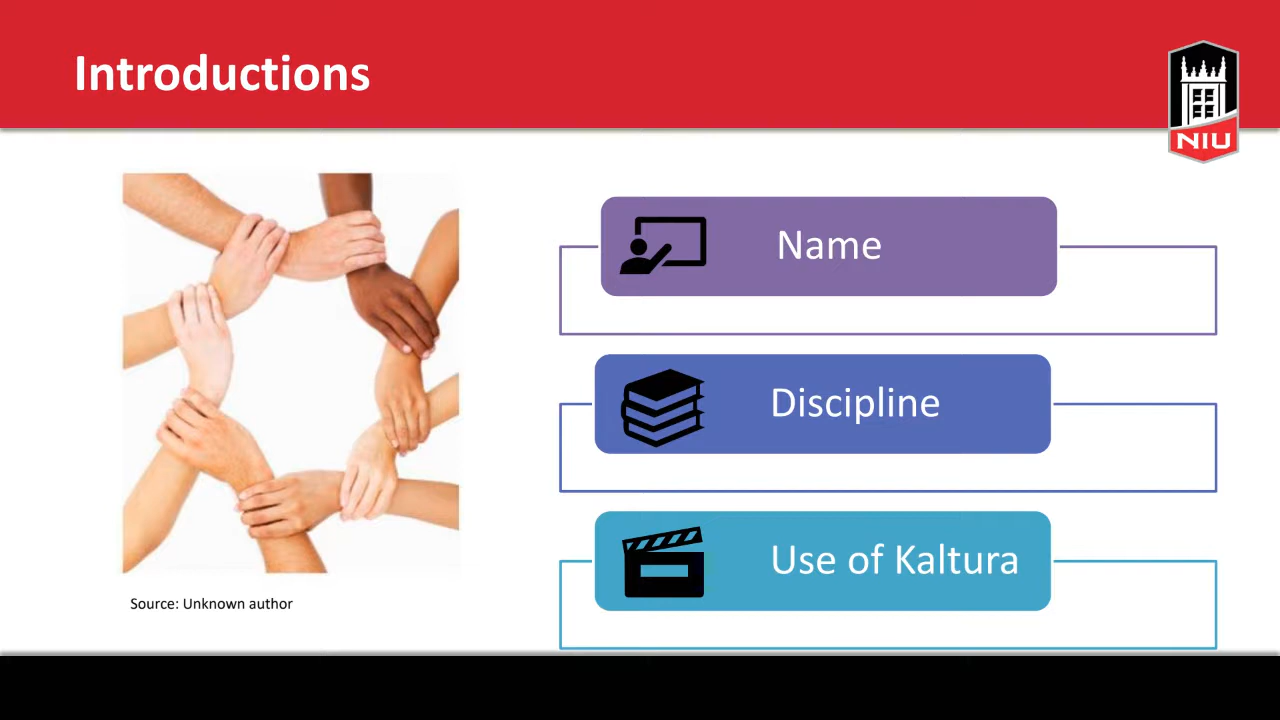 Introductions
NIU
Name
Discipline
Use of Kaltura
Source: Unknown author